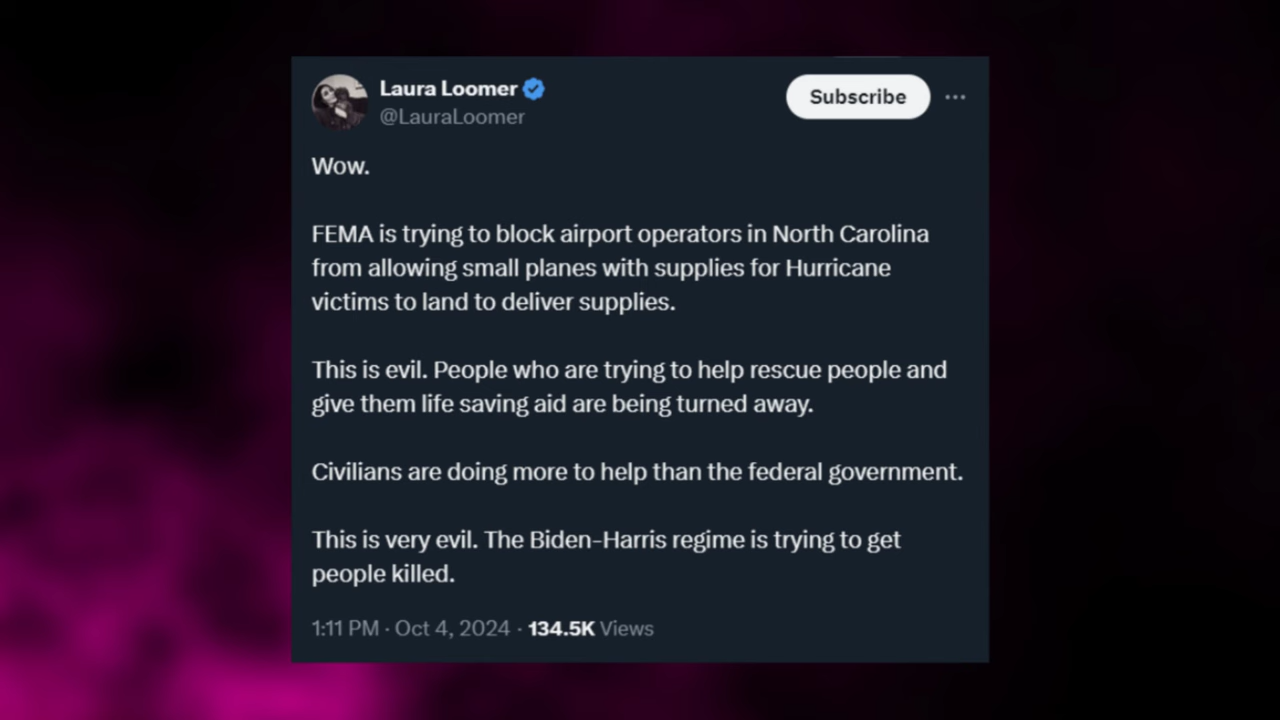 Laura Loomer
@LauraLoomer
Subscribe
Wow.
FEMA is trying to block airport operators in North Carolina
from allowing small planes with supplies for Hurricane
victims to land to deliver supplies.
This is evil. People who are trying to help rescue people and
give them life saving aid are being turned away.
Civilians are doing more to help than the federal government.
This is very evil. The Biden-Harris regime is trying to get
people killed.
1:11 PM · Oct 4, 2024 · 134.5K Views